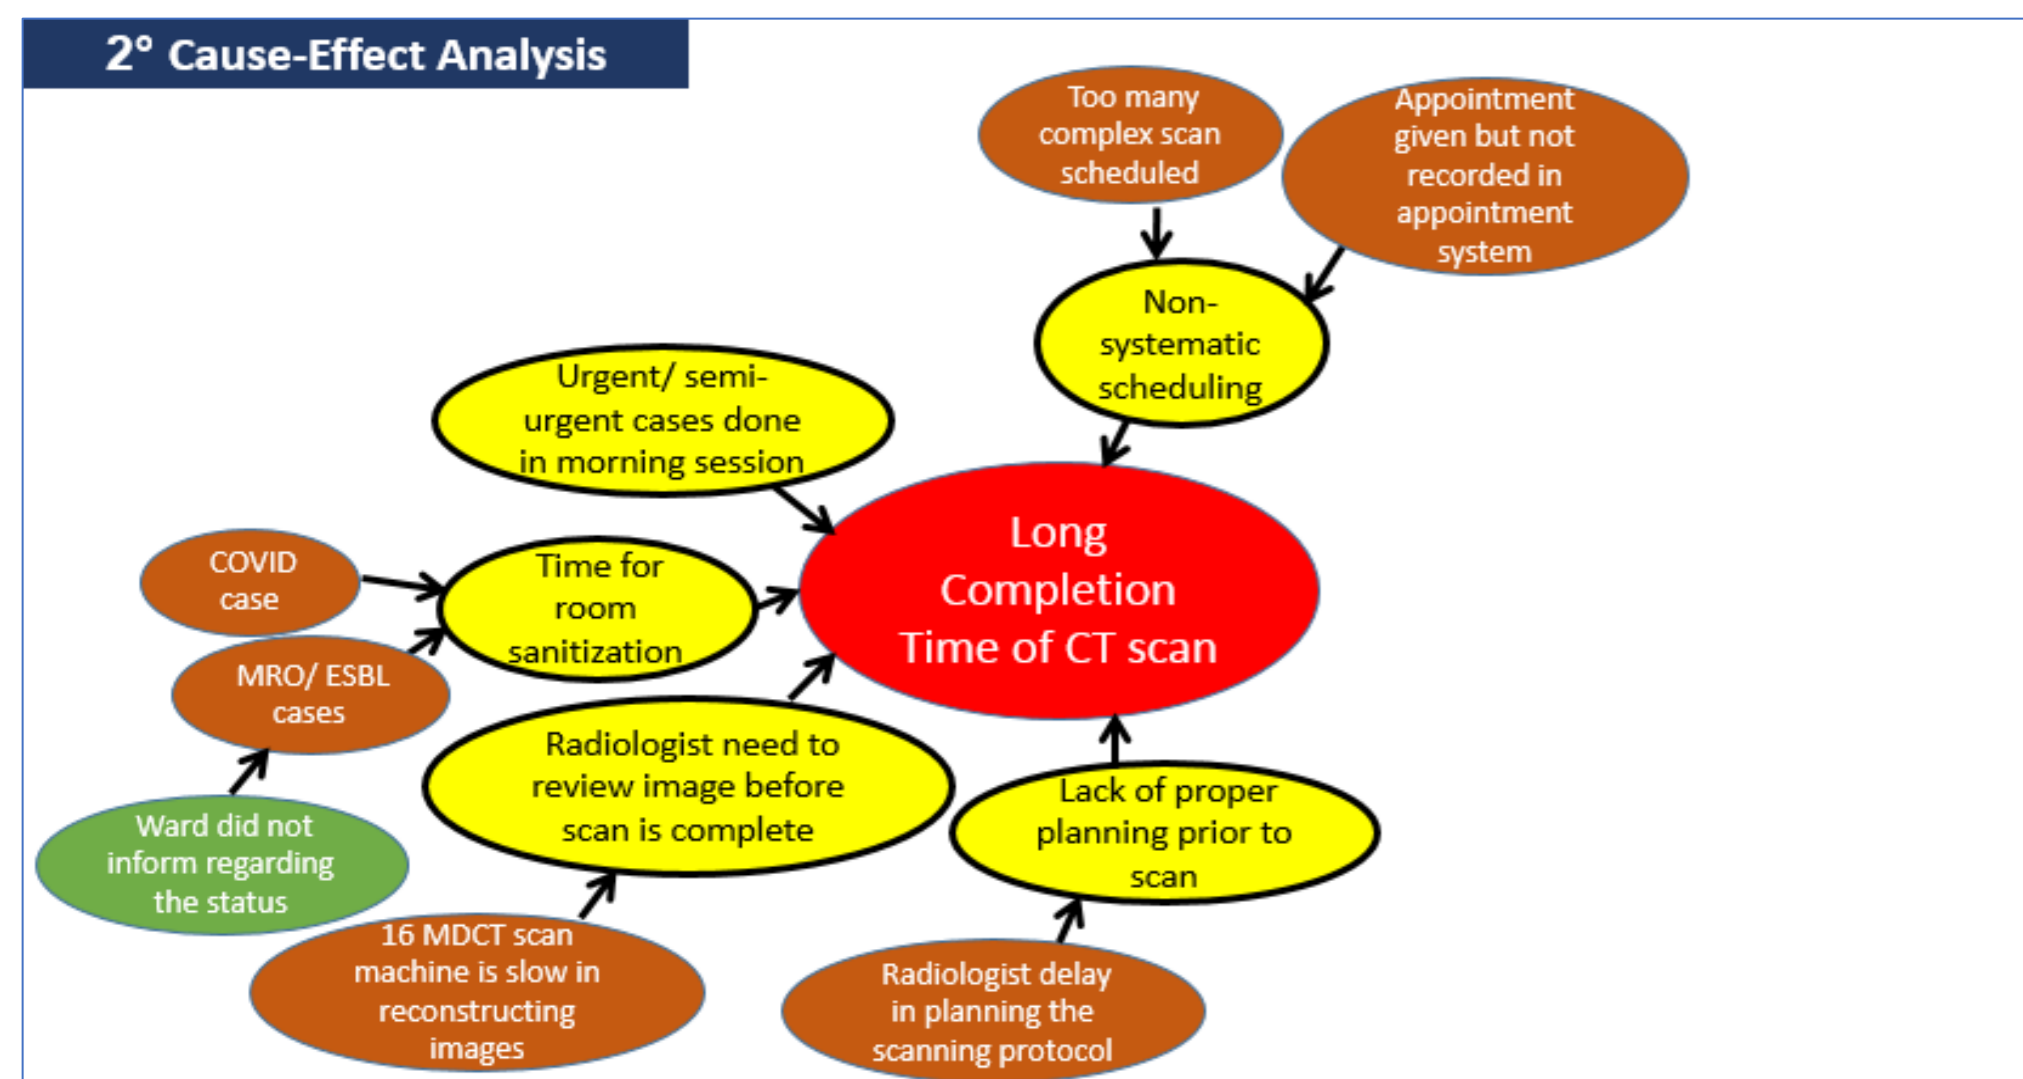 2° Cause-Effect Analysis
Too many
complex scan
scheduled
Appointment
given but not
recorded in
appointment
system
Non-
systematic
scheduling
Urgent/ semi-
urgent cases done
in morning session
Long
Completion
Time of CT scan
COVID
case
Time for
room
sanitization
MRO/ ESBL
cases
Radiologist need to
review image before
scan is complete
Lack of proper
planning prior to
scan
Ward did not
inform regarding
the status
16 MDCT scan
machine is slow in
reconstructing
images
Radiologist delay
in planning the
scanning protocol